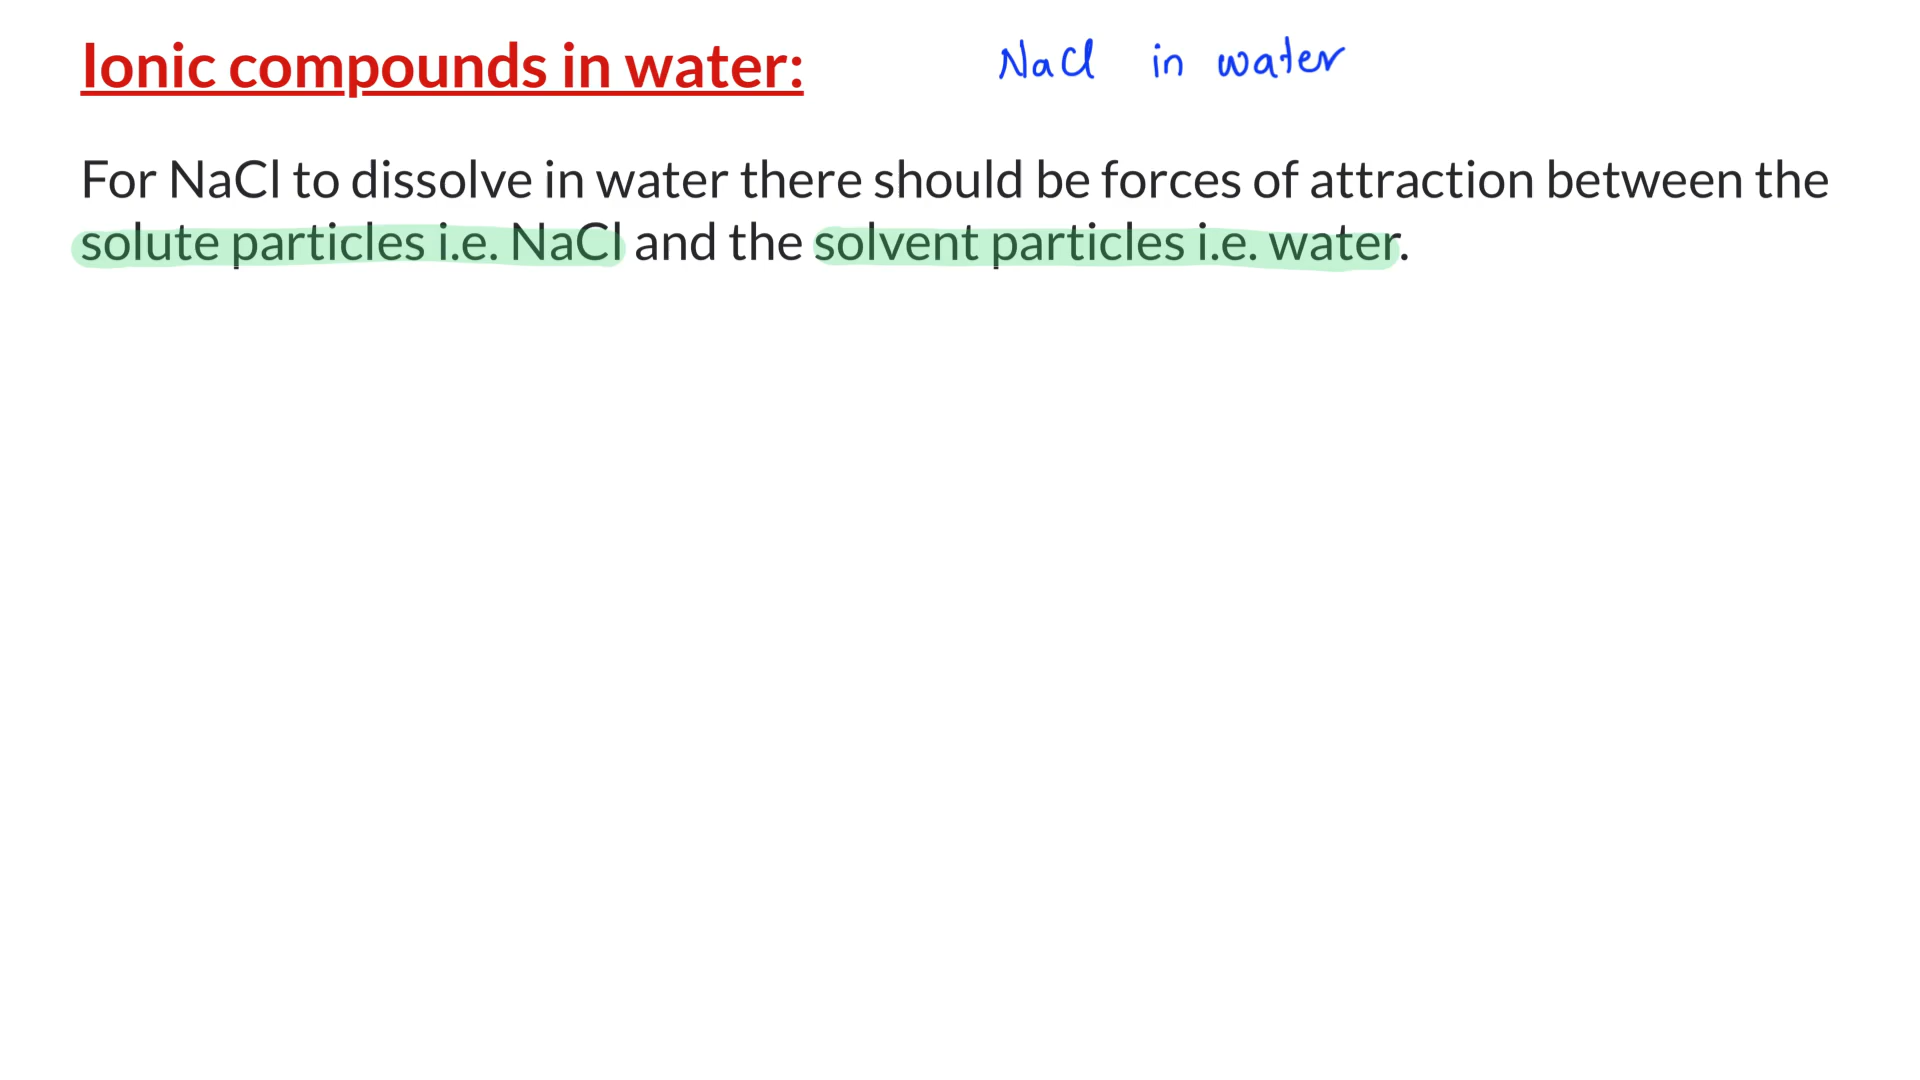 Ionic compounds in water:
NaCl in water
For NaCl to dissolve in water there should be forces of attraction between the
solute particles i.e. NaCl and the solvent particles i.e. water.